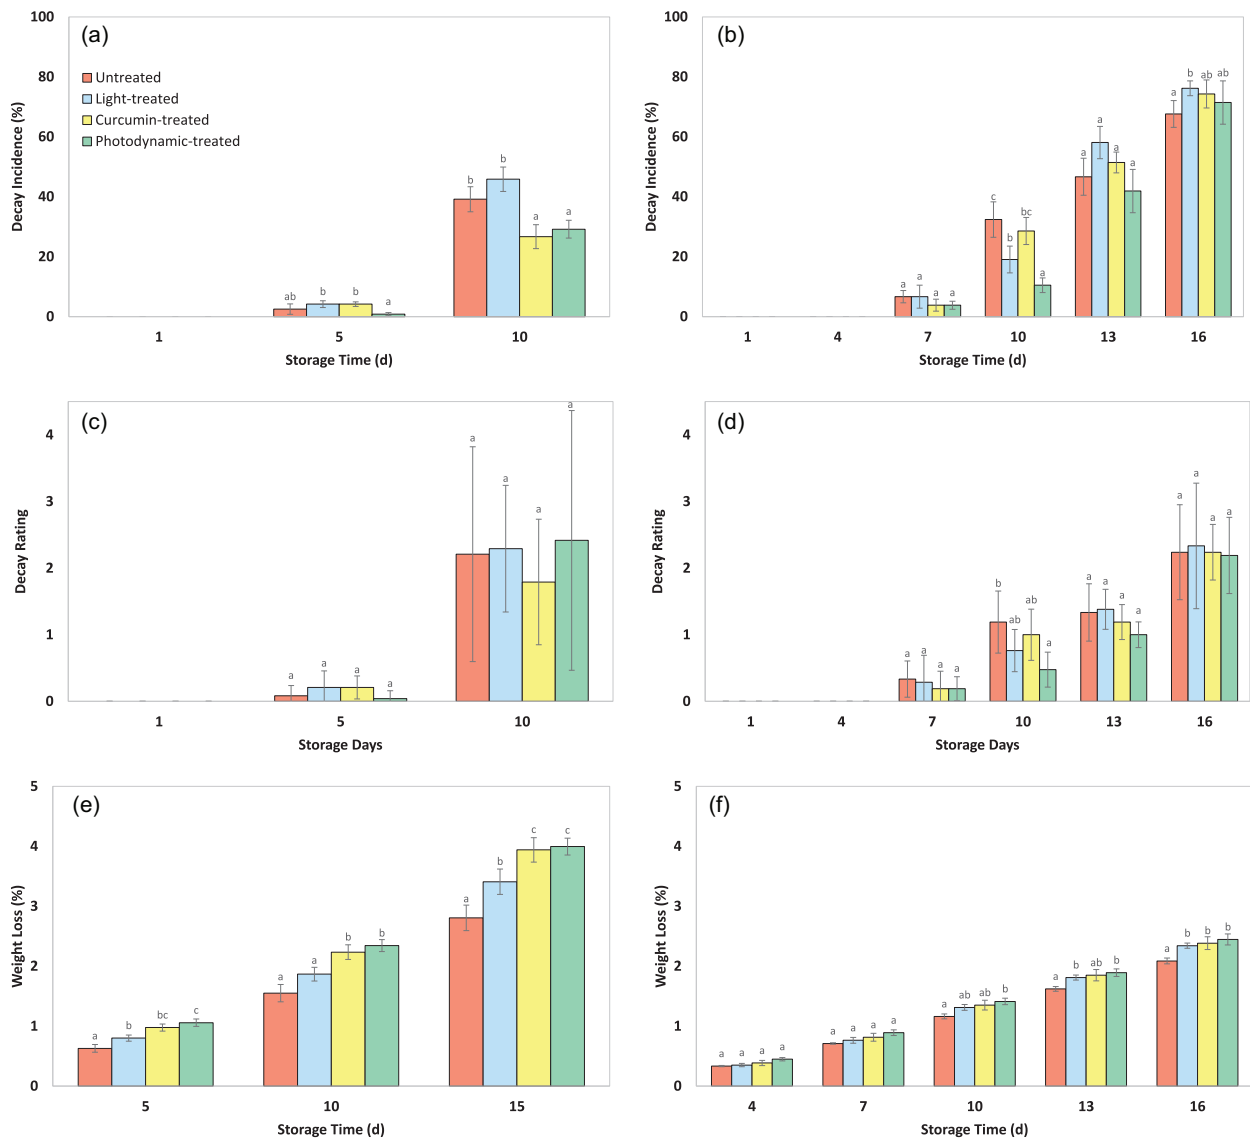 (a)
Untreated
Light-treated
Curcumin-treated
Photodynamic-treated
Decay Incidence (%)
100
80
60
40
20
0
ab b b a
b b a a
1 5 10
Storage Time (d)
(b)
Decay Incidence (%)
100
80
60
40
20
0
a a a a
c b bc a
a a a a
a b ab ab
1 4 7 10 13 16
Storage Time (d)
(c)
Decay Rating
4
3
2
1
0
a a a a
a a a a
1 5 10
Storage Days
(d)
Decay Rating
4
3
2
1
0
a a a a
b ab ab a
a a a a
a a a a
1 4 7 10 13 16
Storage Days
(e)
Weight Loss (%)
5
4
3
2
1
0
a b bc c
a a b b
a b c c
5 10 15
Storage Time (d)
(f)
Weight Loss (%)
5
4
3
2
1
0
a a a a
a a a a
a ab ab b
a b ab b
a b b b
4 7 10 13 16
Storage Time (d)